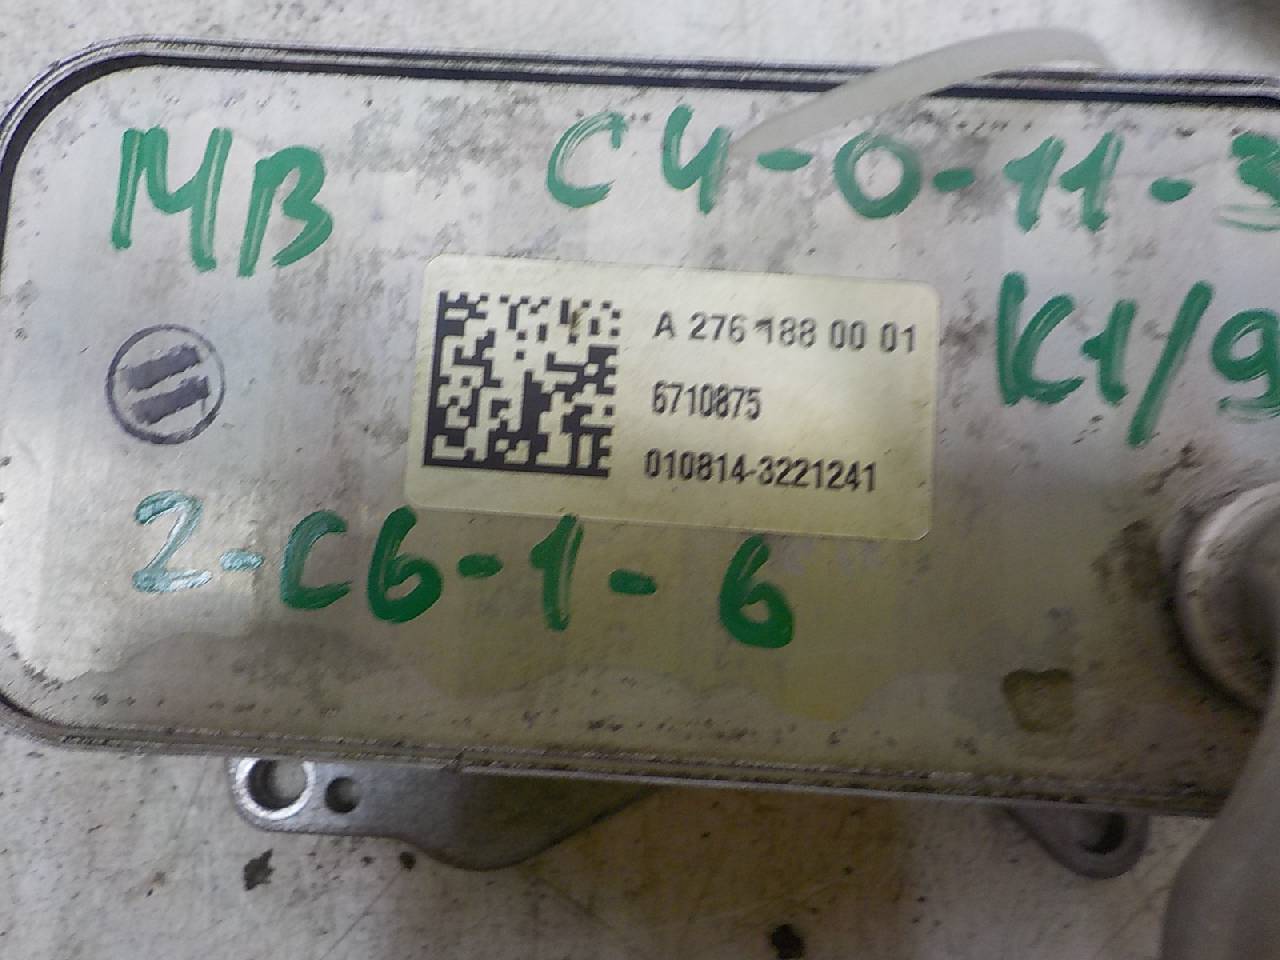 MB C4-0-11-3
A 276 188 00 01
K1/9
6710875
010814-3221241
2-C6-1-6